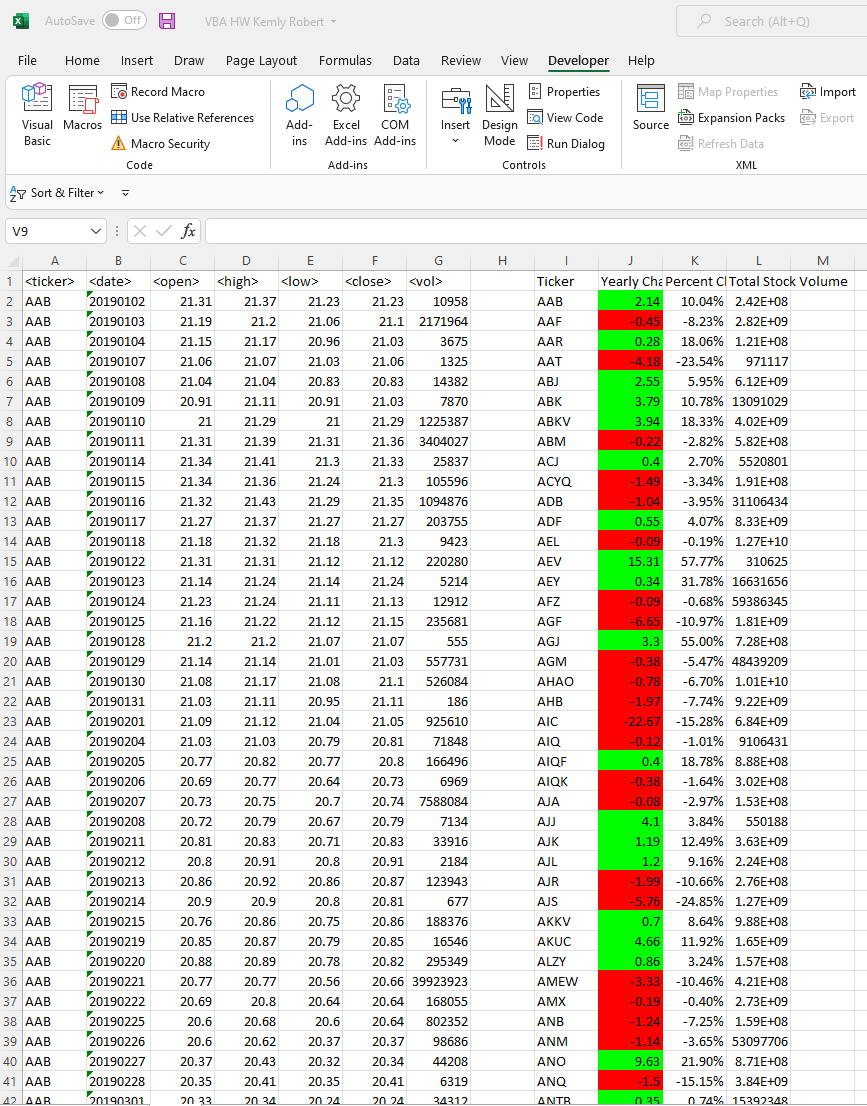 AutoSave Off VBA HW Kemly Robert Search (Alt+Q)
File Home Insert Draw Page Layout Formulas Data Review View Developer Help
Visual Basic Macros Record Macro Use Relative References Macro Security
Add-ins Excel Add-ins COM Add-ins
Insert Design Mode Properties View Code Run Dialog
Source Map Properties Expansion Packs Refresh Data Import Export
Code Add-ins Controls XML
Sort & Filter
V9 fx
A B C D E F G H I J K L M
1 <ticker> <date> <open> <high> <low> <close> <vol> Ticker Yearly Cha Percent Cl Total Stock Volume
2 AAB 20190102 21.31 21.37 21.23 21.23 10958 AAB 2.14 10.04% 2.42E+08
3 AAB 20190103 21.19 21.2 21.06 21.1 2171964 AAF -0.45 -8.23% 2.82E+09
4 AAB 20190104 21.15 21.17 20.96 21.03 3675 AAR 0.28 18.06% 1.21E+08
5 AAB 20190107 21.06 21.07 21.03 21.06 1325 AAT -4.18 -23.54% 971117
6 AAB 20190108 21.04 21.04 20.83 20.83 14382 ABJ 2.55 5.95% 6.12E+09
7 AAB 20190109 20.91 21.11 20.91 21.03 7870 ABK 3.79 10.78% 13091029
8 AAB 20190110 21 21.29 21 21.29 1225387 ABKV 3.94 18.33% 4.02E+09
9 AAB 20190111 21.31 21.39 21.31 21.36 3404027 ABM -0.22 -2.82% 5.82E+08
10 AAB 20190114 21.34 21.41 21.3 21.33 25837 ACJ 0.4 2.70% 5520801
11 AAB 20190115 21.34 21.36 21.24 21.3 105596 ACYQ -1.49 -3.34% 1.91E+08
12 AAB 20190116 21.32 21.43 21.29 21.35 1094876 ADB -1.04 -3.95% 31106434
13 AAB 20190117 21.27 21.37 21.27 21.27 203755 ADF 0.55 4.07% 8.33E+09
14 AAB 20190118 21.18 21.32 21.18 21.3 9423 AEL -0.09 -0.19% 1.27E+10
15 AAB 20190122 21.31 21.31 21.12 21.12 220280 AEV 15.31 57.77% 310625
16 AAB 20190123 21.14 21.24 21.14 21.24 5214 AEY 0.34 31.78% 16631656
17 AAB 20190124 21.23 21.24 21.11 21.13 12912 AFZ -0.09 -0.68% 59386345
18 AAB 20190125 21.16 21.22 21.12 21.15 235681 AGF -6.65 -10.97% 1.81E+09
19 AAB 20190128 21.2 21.2 21.07 21.07 555 AGJ 3.3 55.00% 7.28E+08
20 AAB 20190129 21.14 21.14 21.01 21.03 557731 AGM -0.38 -5.47% 48439209
21 AAB 20190130 21.08 21.17 21.08 21.1 526084 AHAO -0.78 -6.70% 1.01E+10
22 AAB 20190131 21.03 21.11 20.95 21.11 186 AHB -1.97 -7.74% 9.22E+09
23 AAB 20190201 21.09 21.12 21.04 21.05 925610 AIC -22.67 -15.28% 6.84E+09
24 AAB 20190204 21.03 21.03 20.79 20.81 71848 AIQ -0.12 -1.01% 9106431
25 AAB 20190205 20.77 20.82 20.77 20.8 166496 AIQF 0.4 18.78% 8.88E+08
26 AAB 20190206 20.69 20.77 20.64 20.73 6969 AIQK -0.38 -1.64% 3.02E+08
27 AAB 20190207 20.73 20.75 20.7 20.74 7588084 AJA -0.08 -2.97% 1.53E+08
28 AAB 20190208 20.72 20.79 20.67 20.79 7134 AJJ 4.1 3.84% 550188
29 AAB 20190211 20.81 20.83 20.71 20.83 33916 AJK 1.19 12.49% 3.63E+09
30 AAB 20190212 20.8 20.91 20.8 20.91 2184 AJL 1.2 9.16% 2.24E+08
31 AAB 20190213 20.86 20.92 20.86 20.87 123943 AJR -1.99 -10.66% 2.76E+08
32 AAB 20190214 20.9 20.9 20.8 20.81 677 AJS -5.76 -24.85% 1.27E+09
33 AAB 20190215 20.76 20.86 20.75 20.86 188376 AKKV 0.7 8.64% 9.88E+08
34 AAB 20190219 20.85 20.87 20.79 20.85 16546 AKUC 4.66 11.92% 1.65E+09
35 AAB 20190220 20.88 20.89 20.78 20.82 295349 ALZY 0.86 3.24% 1.57E+08
36 AAB 20190221 20.77 20.77 20.56 20.66 39923923 AMEW -3.33 -10.46% 4.21E+08
37 AAB 20190222 20.69 20.8 20.64 20.64 168055 AMX -0.19 -0.40% 2.73E+09
38 AAB 20190225 20.6 20.68 20.6 20.64 802352 ANB -1.24 -7.25% 1.59E+08
39 AAB 20190226 20.6 20.62 20.37 20.37 98686 ANM -1.14 -3.65% 53097706
40 AAB 20190227 20.37 20.43 20.32 20.34 44208 ANO 9.63 21.90% 8.71E+08
41 AAB 20190228 20.35 20.41 20.35 20.41 6319 ANQ -1.5 -15.15% 3.84E+09
42 AAB 20190301 20.33 20.34 20.24 20.24 34312 ANTB 0.35 0.74% 15392348